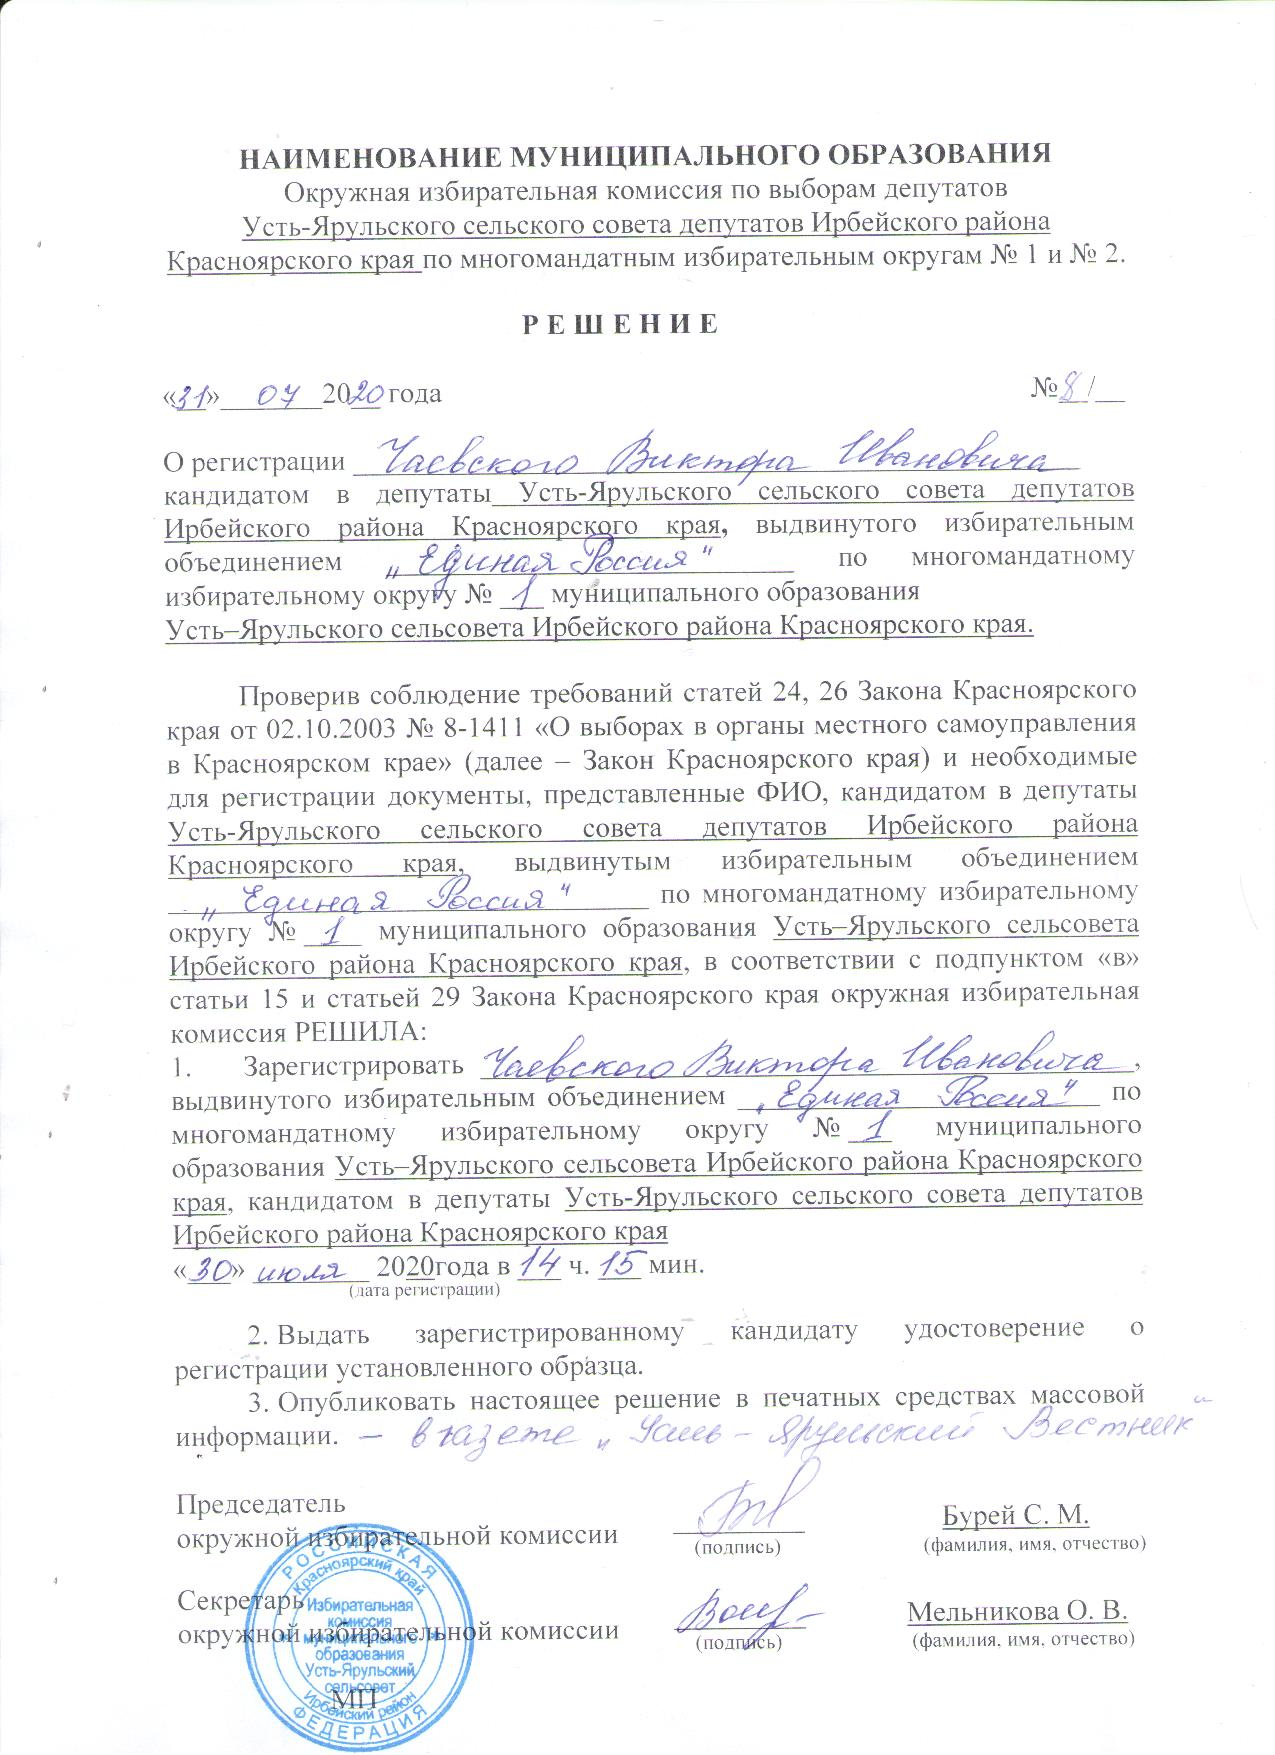 НАИМЕНОВАНИЕ МУНИЦИПАЛЬНОГО ОБРАЗОВАНИЯ
Окружная избирательная комиссия по выборам депутатов
Усть-Ярульского сельского совета депутатов Ирбейского района
Красноярского края по многомандатным избирательным округам № 1 и № 2.
Р Е Ш Е Н И Е
«31» 07 2020 года №8/__
О регистрации Чаевского Виктора Ивановича
кандидатом в депутаты Усть-Ярульского сельского совета депутатов
Ирбейского района Красноярского края, выдвинутого избирательным
объединением „Единая Россия" по многомандатному
избирательному округу № 1 муниципального образования
Усть–Ярульского сельсовета Ирбейского района Красноярского края.
Проверив соблюдение требований статей 24, 26 Закона Красноярского
края от 02.10.2003 № 8-1411 «О выборах в органы местного самоуправления
в Красноярском крае» (далее – Закон Красноярского края) и необходимые
для регистрации документы, представленные ФИО, кандидатом в депутаты
Усть-Ярульского сельского совета депутатов Ирбейского района
Красноярского края, выдвинутым избирательным объединением
„Единая Россия" по многомандатному избирательному
округу № 1 муниципального образования Усть–Ярульского сельсовета
Ирбейского района Красноярского края, в соответствии с подпунктом «в»
статьи 15 и статьей 29 Закона Красноярского края окружная избирательная
комиссия РЕШИЛА:
1. Зарегистрировать Чаевского Виктора Ивановича,
выдвинутого избирательным объединением „Единая Россия" по
многомандатному избирательному округу № 1 муниципального
образования Усть–Ярульского сельсовета Ирбейского района Красноярского
края, кандидатом в депутаты Усть-Ярульского сельского совета депутатов
Ирбейского района Красноярского края
«30» июля 2020года в 14 ч. 15 мин.
(дата регистрации)
2. Выдать зарегистрированному кандидату удостоверение о
регистрации установленного образца.
3. Опубликовать настоящее решение в печатных средствах массовой
информации. – в газете „Усть-Ярульский Вестник"
Председатель
окружной избирательной комиссии Бурей С. М.
(подпись) (фамилия, имя, отчество)
Секретарь
окружной избирательной комиссии Мельникова О. В.
(подпись) (фамилия, имя, отчество)
МП
РОССИЙСКАЯ
Красноярский край
Избирательная
комиссия
муниципального
образования
Усть-Ярульский
сельсовет
Ирбейский район
ФЕДЕРАЦИЯ